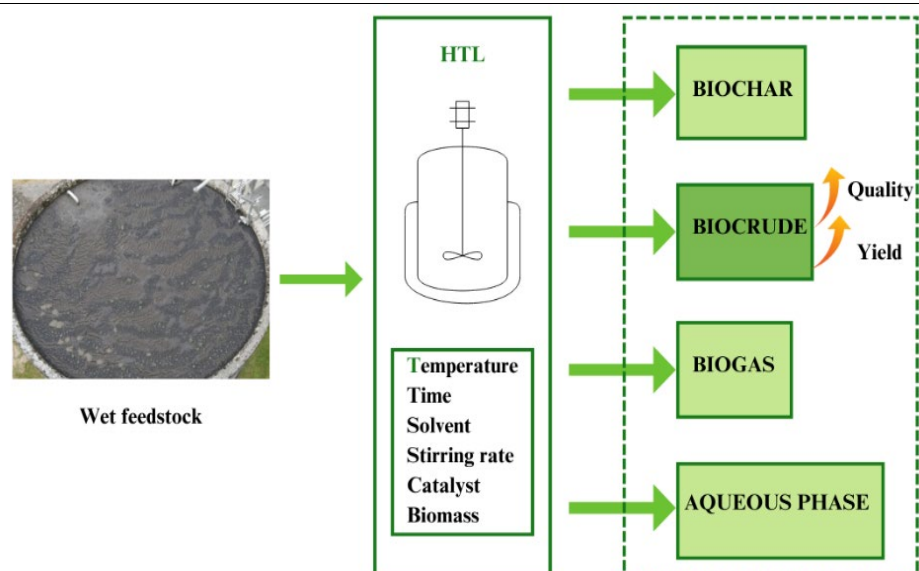 HTL
Wet feedstock
Temperature
Time
Solvent
Stirring rate
Catalyst
Biomass
BIOCHAR
BIOCRUDE
Quality
Yield
BIOGAS
AQUEOUS PHASE